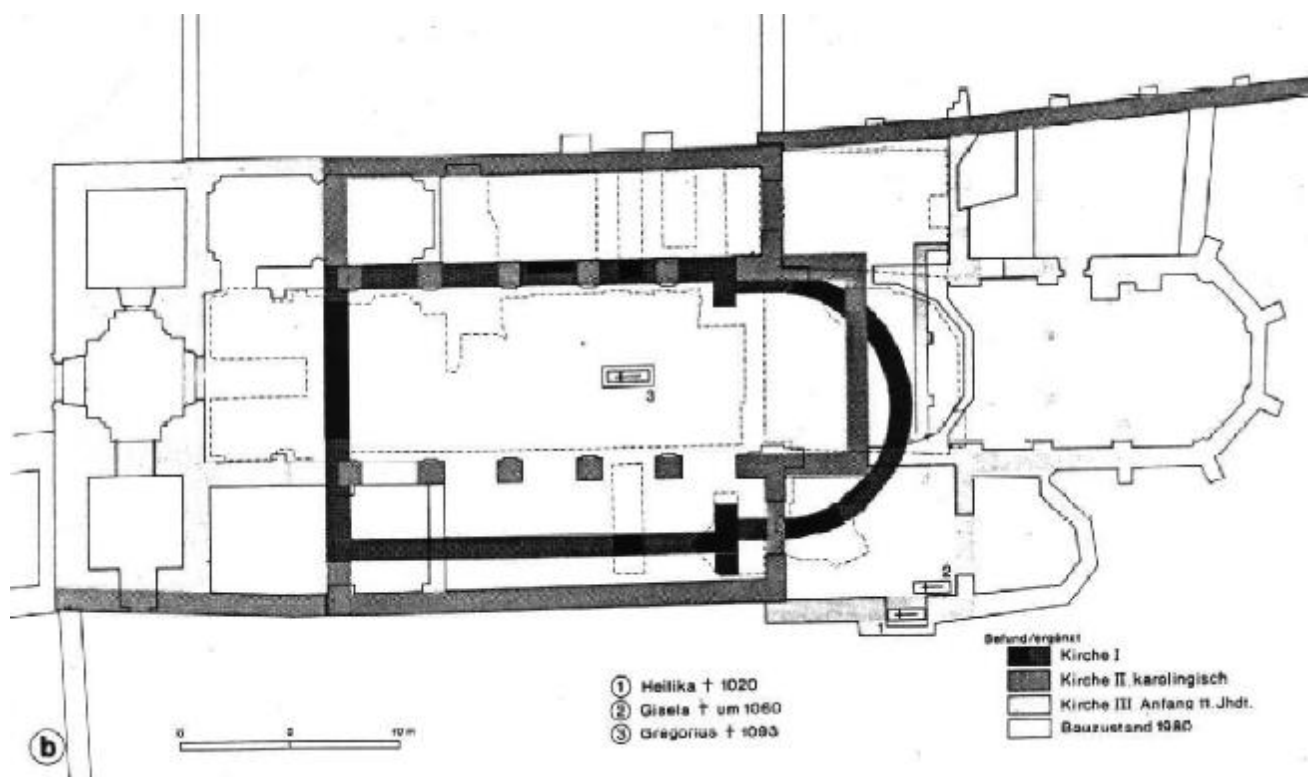 3
2
1
Befund/ergänzt
Kirche I
Kirche II, karolingisch
Kirche III Anfang 11. Jhdt.
Bauzustand 1980
① Heilika † 1020
② Gisela † um 1060
③ Gregorius † 1093
b
0 10 m